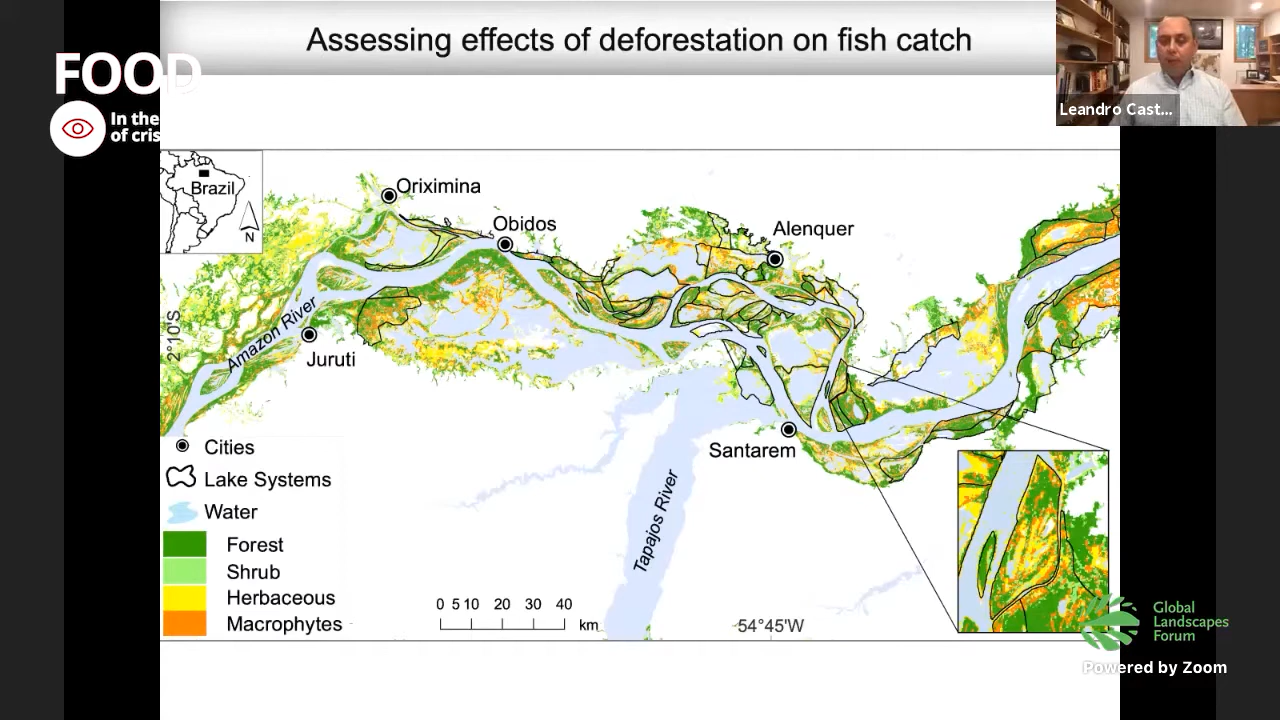 Assessing effects of deforestation on fish catch
FOOD
In the
of cris
Leandro Cast...
Brazil
N
Oriximina
Obidos
Alenquer
2°10'S
Amazon River
Juruti
Santarem
Tapajos River
Cities
Lake Systems
Water
Forest
Shrub
Herbaceous
Macrophytes
0 5 10 20 30 40
km
54°45'W
Global
Landscapes
Forum
Powered by Zoom